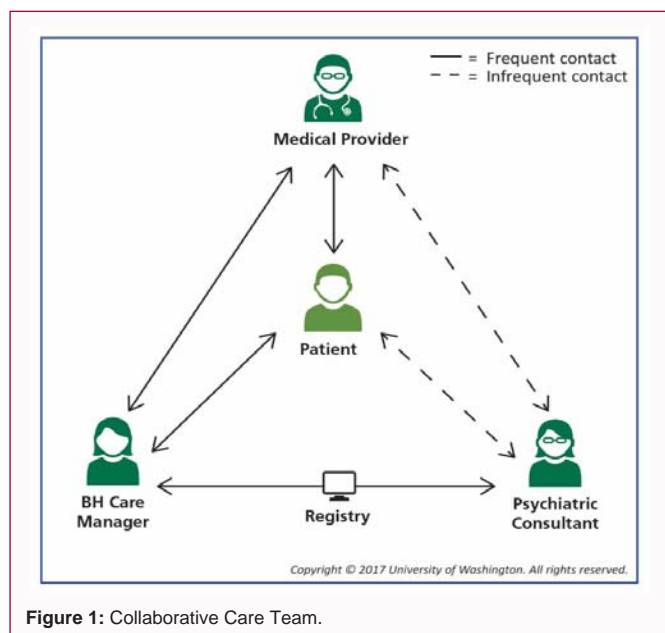 = Frequent contact
= Infrequent contact
Medical Provider
Patient
BH Care
Manager
Registry
Psychiatric
Consultant
Copyright © 2017 University of Washington. All rights reserved.
Figure 1: Collaborative Care Team.